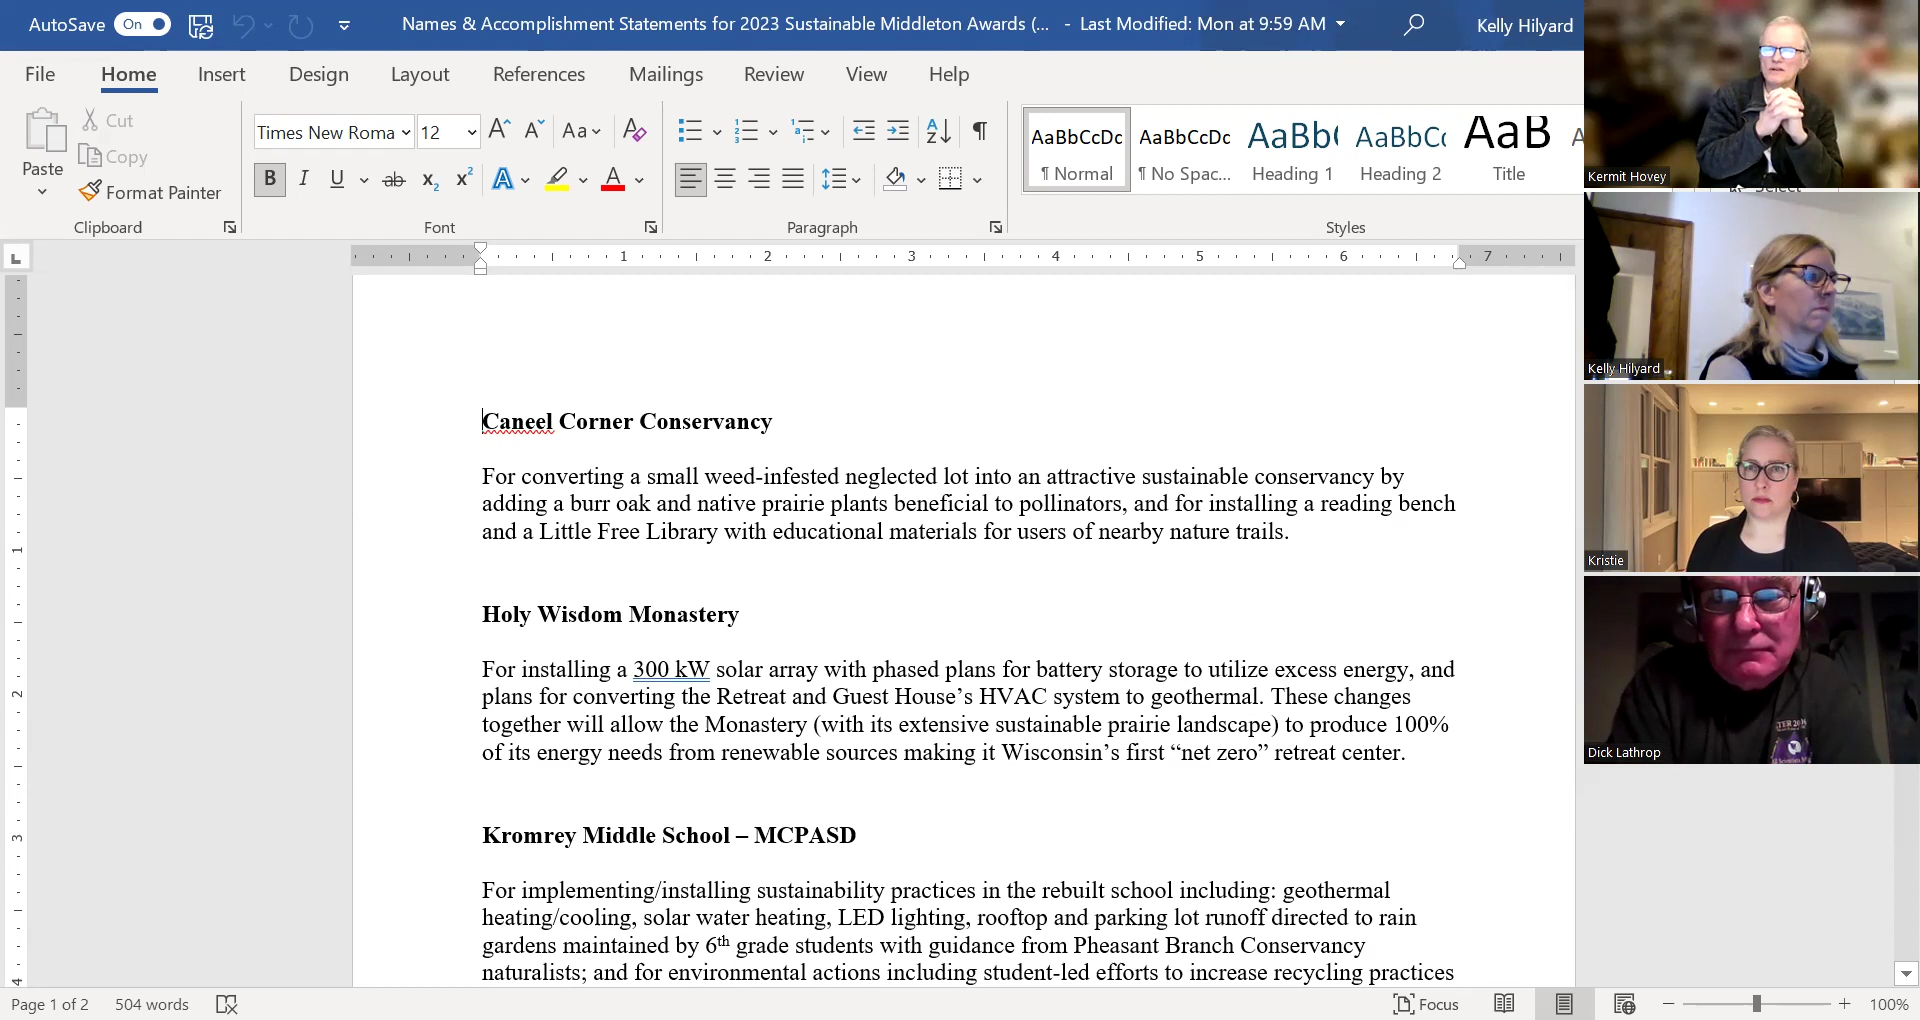 AutoSave On Names & Accomplishment Statements for 2023 Sustainable Middleton Awards (... - Last Modified: Mon at 9:59 AM Kelly Hilyard
File Home Insert Design Layout References Mailings Review View Help
Paste
Cut
Copy
Format Painter
Clipboard
Times New Roma 12
Font
Paragraph
AaBbCcDc AaBbCcDc AaBb( AaBbC( AaB
¶ Normal ¶ No Spac... Heading 1 Heading 2 Title
Styles
Select
1 2 3 4 5 6 7
1
2
3
4
Caneel Corner Conservancy
For converting a small weed-infested neglected lot into an attractive sustainable conservancy by
adding a burr oak and native prairie plants beneficial to pollinators, and for installing a reading bench
and a Little Free Library with educational materials for users of nearby nature trails.
Holy Wisdom Monastery
For installing a 300 kW solar array with phased plans for battery storage to utilize excess energy, and
plans for converting the Retreat and Guest House’s HVAC system to geothermal. These changes
together will allow the Monastery (with its extensive sustainable prairie landscape) to produce 100%
of its energy needs from renewable sources making it Wisconsin’s first “net zero” retreat center.
Kromrey Middle School – MCPASD
For implementing/installing sustainability practices in the rebuilt school including: geothermal
heating/cooling, solar water heating, LED lighting, rooftop and parking lot runoff directed to rain
gardens maintained by 6th grade students with guidance from Pheasant Branch Conservancy
naturalists; and for environmental actions including student-led efforts to increase recycling practices
Page 1 of 2 504 words Focus 100%
Kermit Hovey
Kelly Hilyard
Kristie
Dick Lathrop